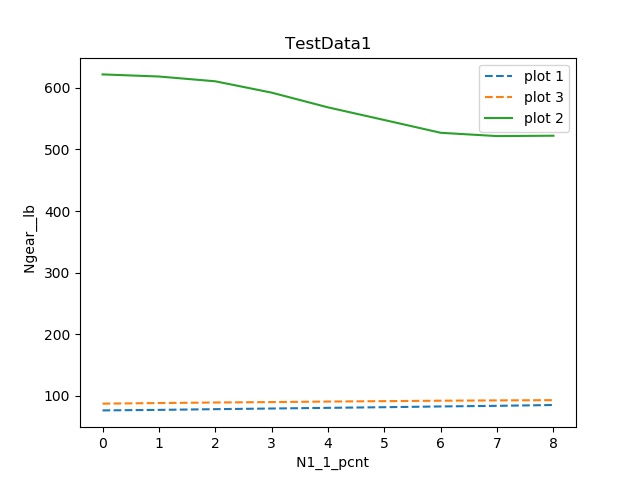 TestData1
600
500
400
300
200
100
Ngear__lb
plot 1
plot 3
plot 2
0 1 2 3 4 5 6 7 8
N1_1_pcnt